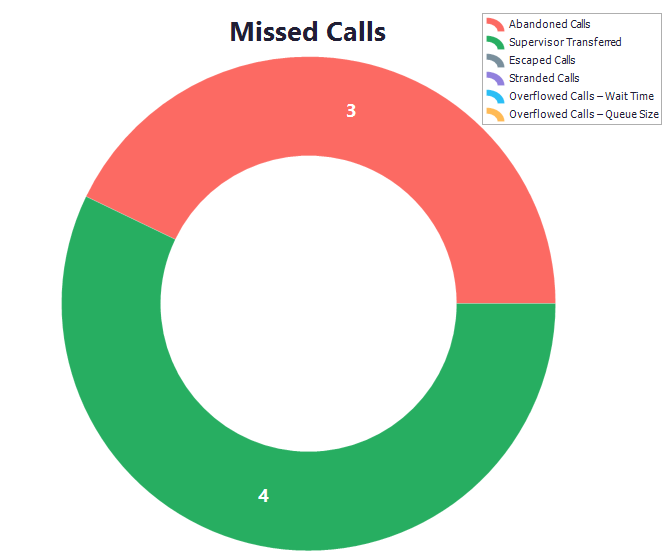 Missed Calls
Abandoned Calls
Supervisor Transferred
Escaped Calls
Stranded Calls
Overflowed Calls – Wait Time
Overflowed Calls – Queue Size
3
4